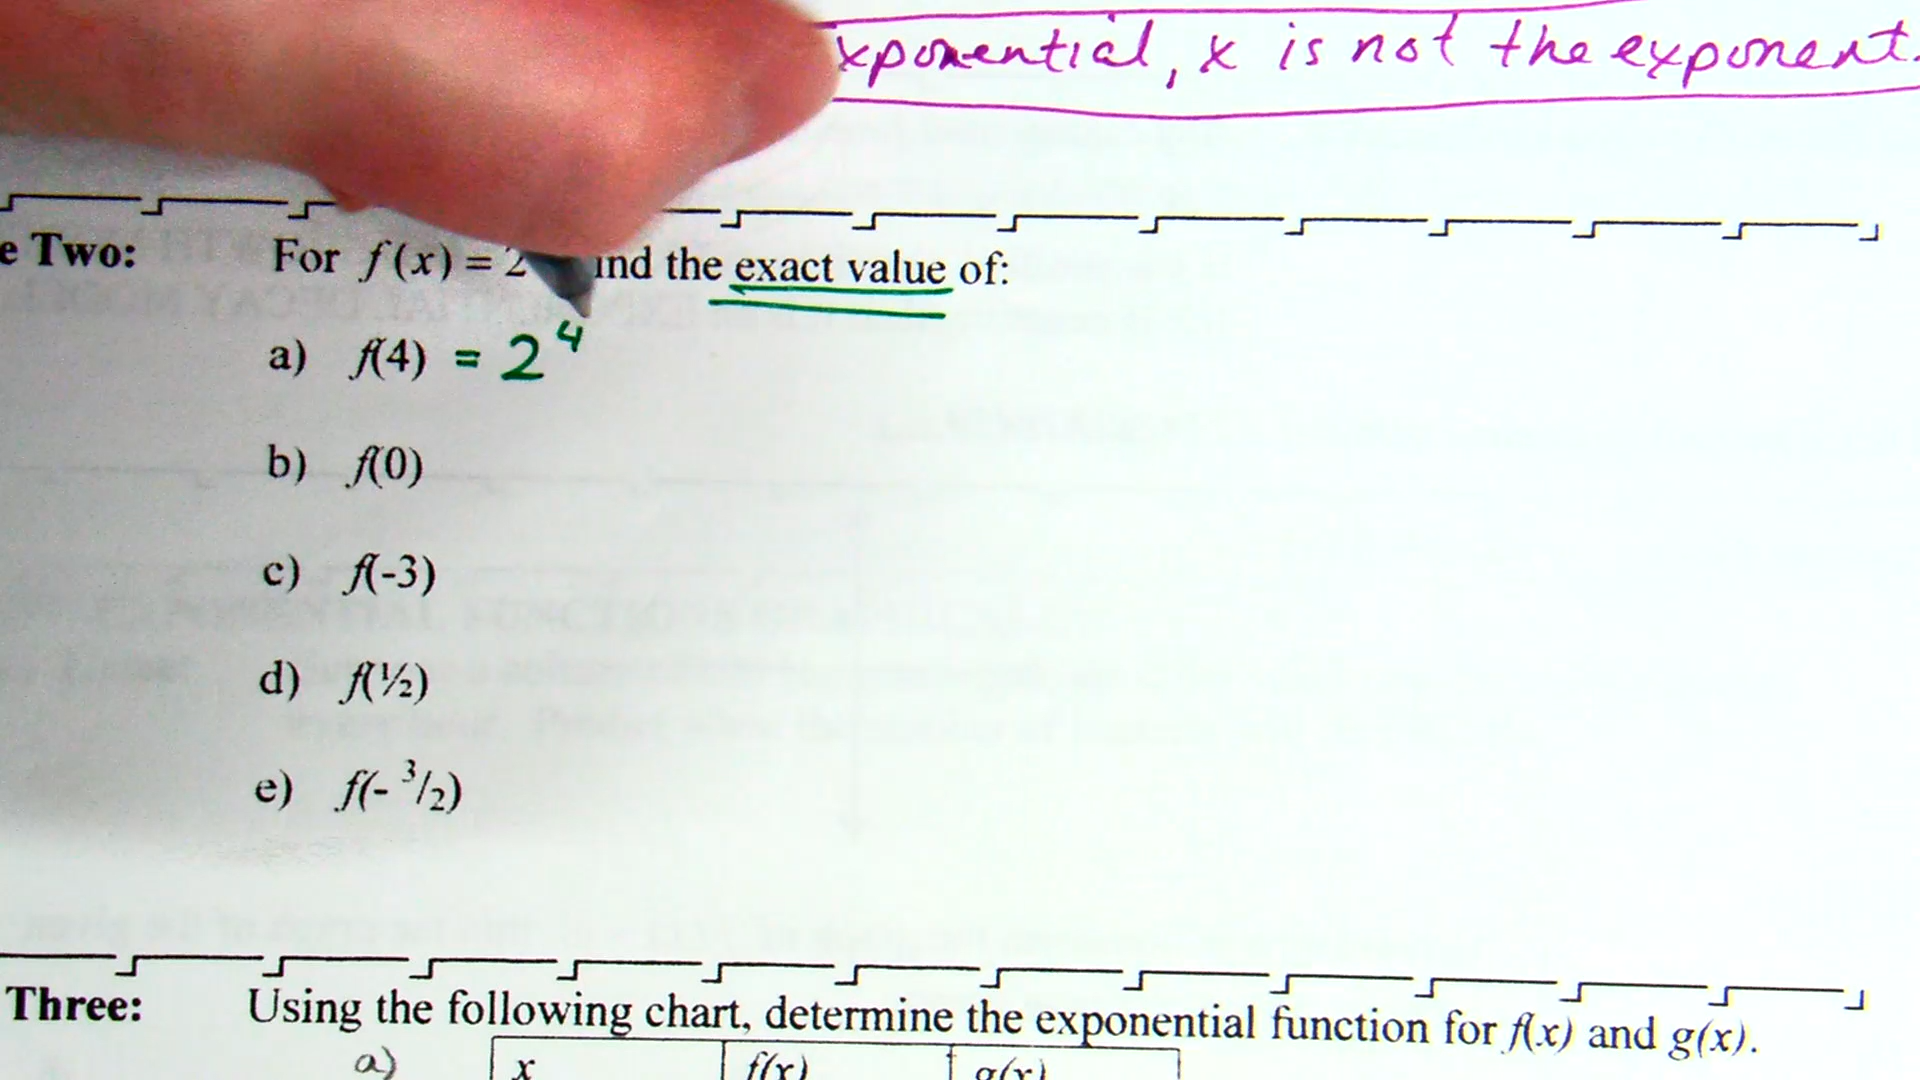 xponential, x is not the exponent.
e Two: For f(x) = 2 ind the exact value of:
a) f(4) = 2⁴
b) f(0)
c) f(-3)
d) f(½)
e) f(- ³/₂)
Three: Using the following chart, determine the exponential function for f(x) and g(x).
a) x f(x) g(x)